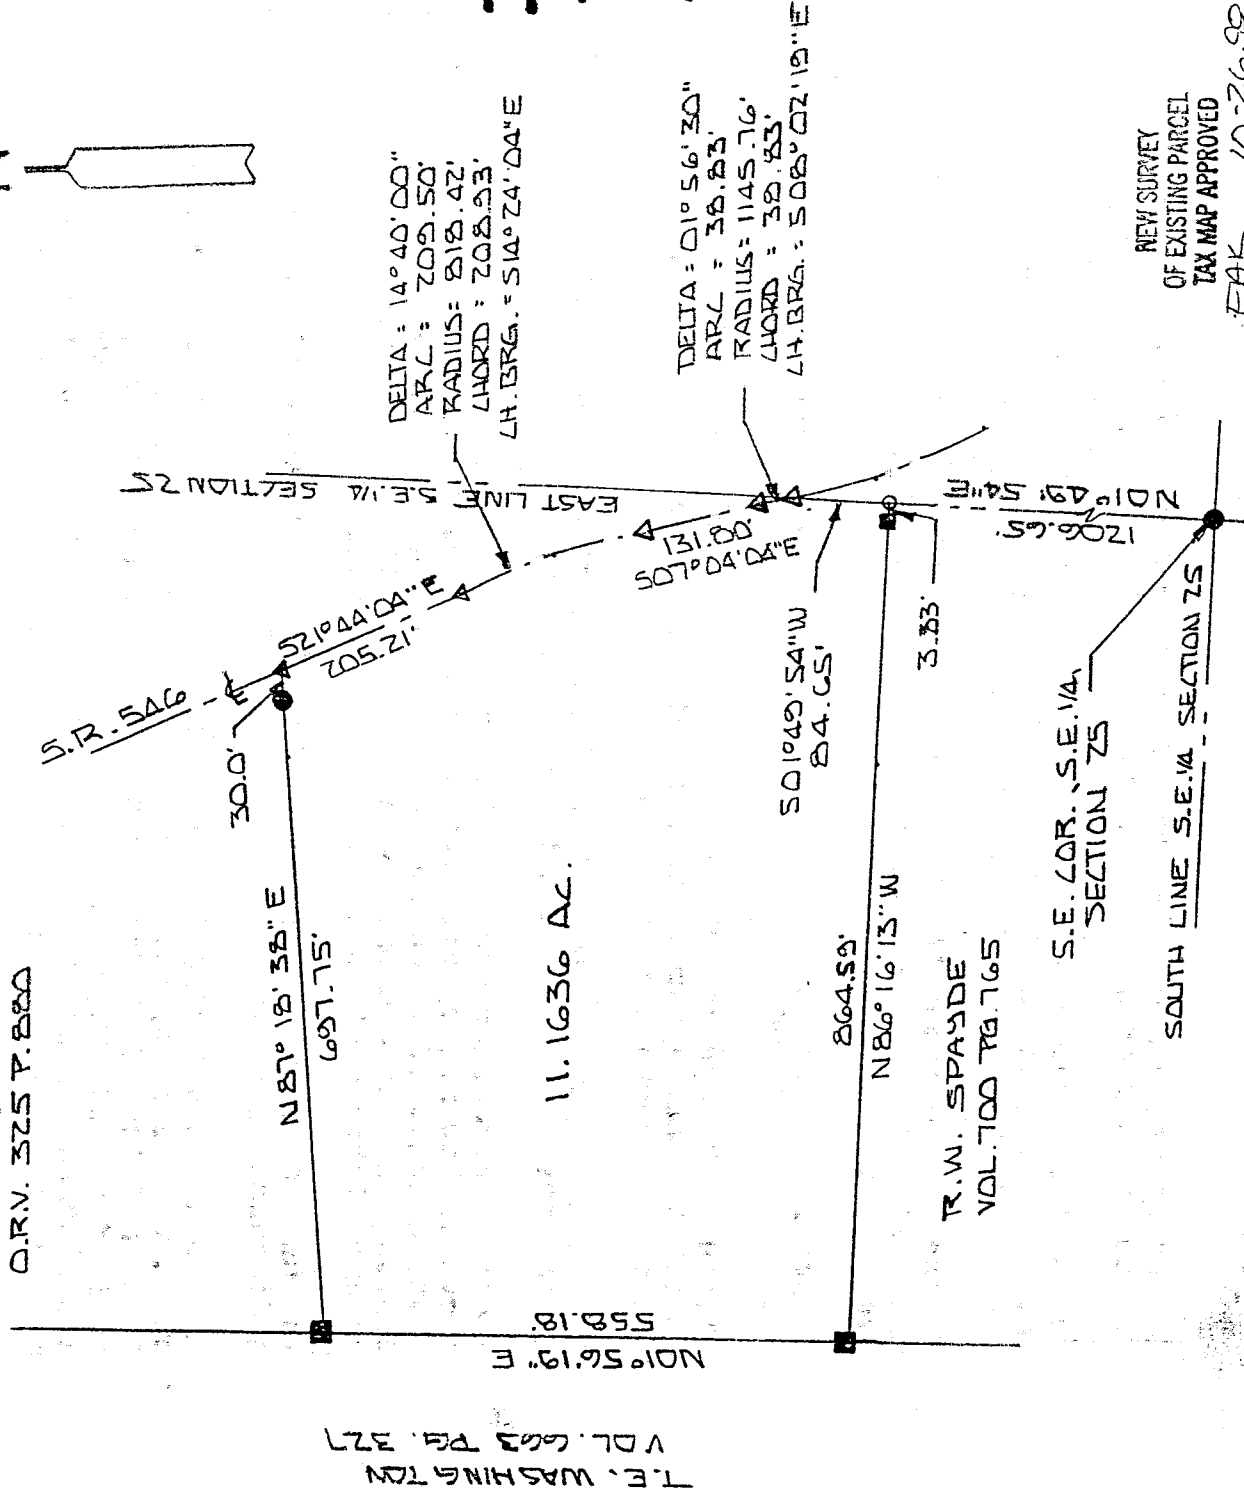 O.R.V. 325 P. 880
S.R. 546
30.0'
S21°44'04"E
205.21'
DELTA = 14°40'00"
ARC = 209.50'
RADIUS = 818.42'
CHORD = 208.93'
CH. BRG. = S14°24'04"E
EAST LINE S.E. 1/4 SECTION 25
131.80'
S07°04'04"E
DELTA = 01°56'30"
ARC = 38.83'
RADIUS = 1145.76'
CHORD = 38.83'
CH. BRG. = S08°02'19"E
N87°18'38"E
697.75'
11.1636 AC.
S01°49'54"W
84.65'
3.83'
864.59'
N86°16'13"W
558.18'
N01°56'19"E
T.E. WASHINGTON
VOL. 663 PG. 327
R.W. SPAYDE
VOL. 700 PG. 765
N01°49'54"E
1206.65'
S.E. COR., S.E. 1/4,
SECTION 25
SOUTH LINE S.E. 1/4 SECTION 25
NEW SURVEY
OF EXISTING PARCEL
TAX MAP APPROVED
10-26-98